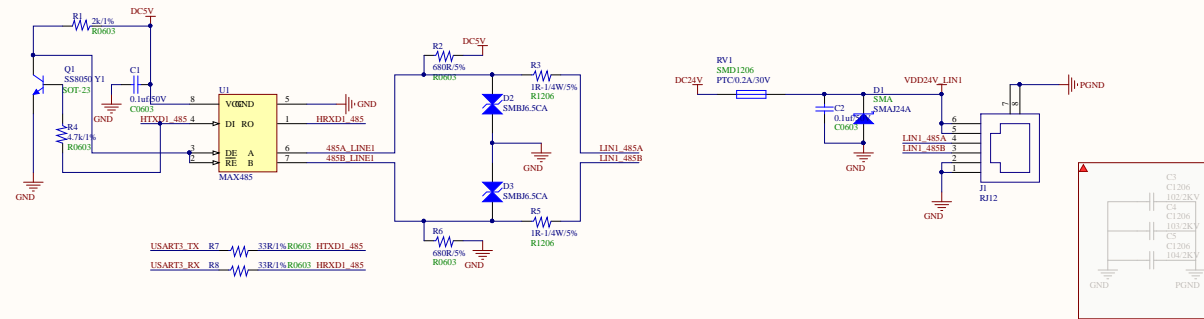 DC5V
R1
2k/1%
R0603
Q1
SS8050 Y1
SOT-23
C1
0.1uf/50V
C0603
GND
R4
4.7k/1%
R0603
GND
HTXD1_485
U1
8
VCC
GND
5
GND
4
DI
RO
1
HRXD1_485
3
DE
A
6
485A_LINE1
2
RE
B
7
485B_LINE1
MAX485
R2
680R/5%
R0603
DC5V
R3
1R-1/4W/5%
R1206
D2
SMBJ6.5CA
GND
LIN1_485A
LIN1_485B
D3
SMBJ6.5CA
R5
1R-1/4W/5%
R1206
R6
680R/5%
R0603
GND
USART3_TX
R7
33R/1%
R0603
HTXD1_485
USART3_RX
R8
33R/1%
R0603
HRXD1_485
RV1
SMD1206
PTC/0.2A/30V
DC24V
C2
0.1uf
C0603
D1
SMA
SMAJ24A
GND
VDD24V_LIN1
LIN1_485A
LIN1_485B
6
5
4
3
2
1
7
8
PGND
J1
RJ12
GND
C3
C1206
102/2KV
C4
C1206
103/2KV
C5
C1206
104/2KV
GND
PGND